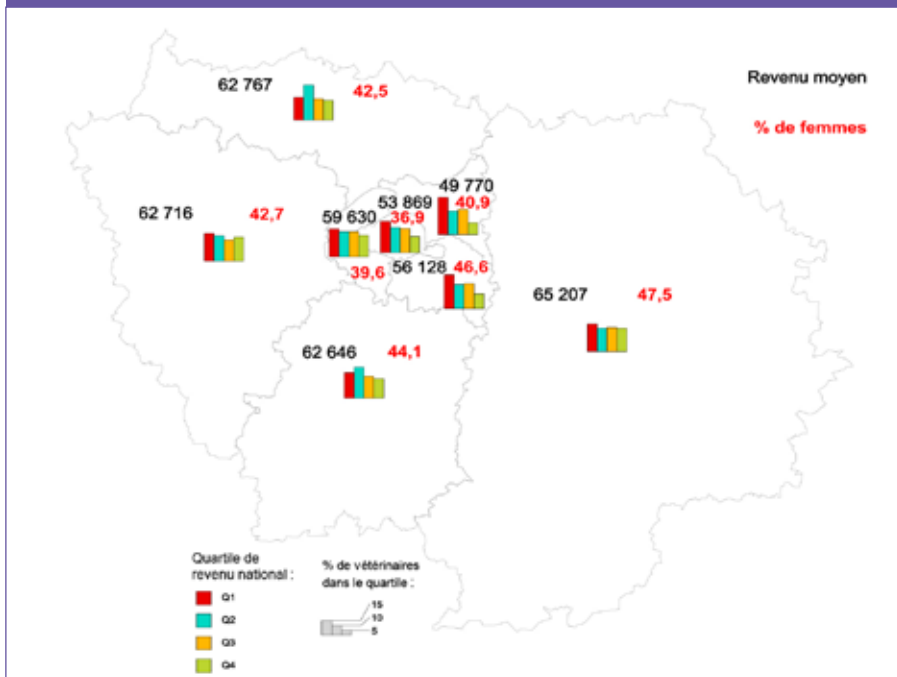 62 767 42,5
Revenu moyen
% de femmes
49 770
53 869 40,9
62 716 42,7 59 630 36,9
39,6 56 128 46,6
65 207 47,5
62 646 44,1
Quartile de
revenu national :
Q1
Q2
Q3
Q4
% de vétérinaires
dans le quartile :
15
10
5